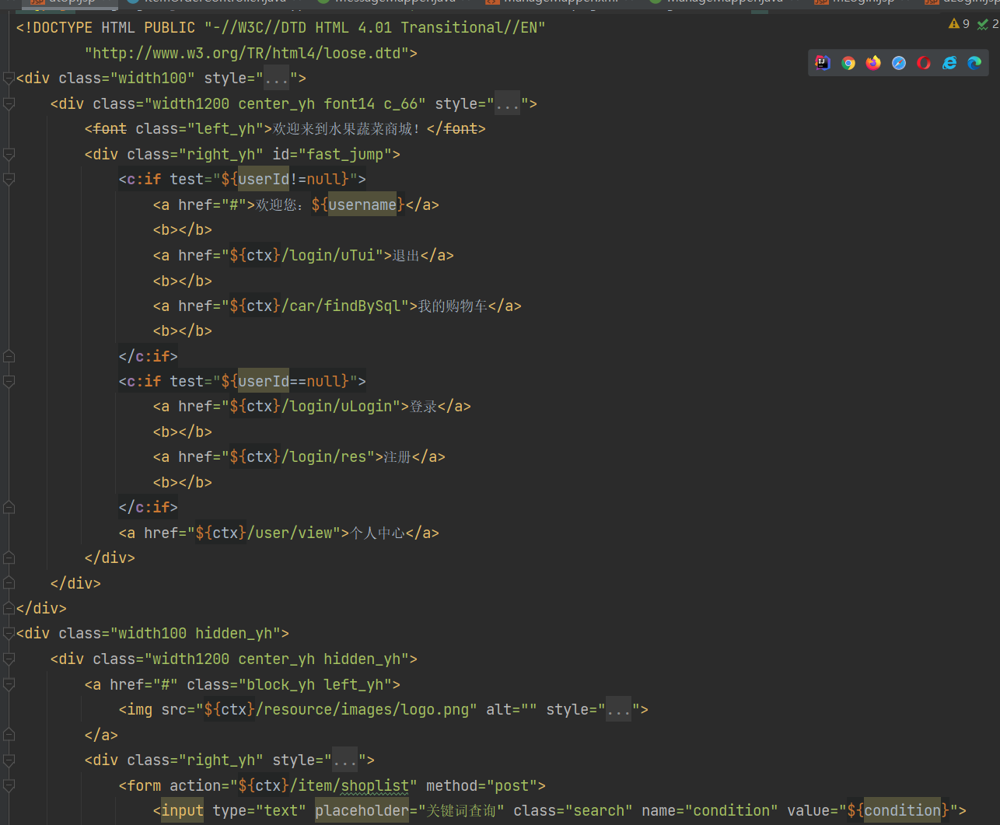 <!DOCTYPE HTML PUBLIC "-//W3C//DTD HTML 4.01 Transitional//EN"
9 2
"http://www.w3.org/TR/html4/loose.dtd">
<div class="width100" style="...">
<div class="width1200 center_yh font14 c_66" style="...">
<font class="left_yh">欢迎来到水果蔬菜商城！</font>
<div class="right_yh" id="fast_jump">
<c:if test="${userId!=null}">
<a href="#">欢迎您：${username}</a>
<b></b>
<a href="${ctx}/login/uTui">退出</a>
<b></b>
<a href="${ctx}/car/findBySql">我的购物车</a>
<b></b>
</c:if>
<c:if test="${userId==null}">
<a href="${ctx}/login/uLogin">登录</a>
<b></b>
<a href="${ctx}/login/res">注册</a>
<b></b>
</c:if>
<a href="${ctx}/user/view">个人中心</a>
</div>
</div>
</div>
<div class="width100 hidden_yh">
<div class="width1200 center_yh hidden_yh">
<a href="#" class="block_yh left_yh">
<img src="${ctx}/resource/images/logo.png" alt="" style="...">
</a>
<div class="right_yh" style="...">
<form action="${ctx}/item/shoplist" method="post">
<input type="text" placeholder="关键词查询" class="search" name="condition" value="${condition}">